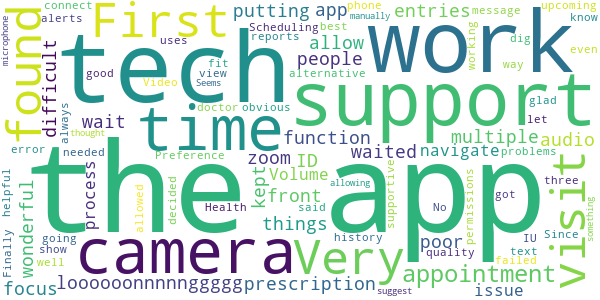 microphone
connect
alerts
First
putting
app
phone
manually
upcoming
Scheduling
entries
message
know
found
tech
work
uses
reports
best
allow
way
even
difficult
good
Video
view
fit
people
alternative
working
dig
Seems
doctor
obvious
glad
let
always
wait
time
support
function
multiple
audio
error
needed
Preference
zoom
ID
waited
navigate
problems
the app
thought
process
allowed
decided
Health
kept
Volume
front
said
things
history
allowing
supportive
No
poor
quality
permissions
got
three
visit
something
helpful
Finally
wonderful
going
show
well
camera
Very
IU
Since
text
failed
appointment
focus
loooooonnnnnggggg
prescription
suggest
issue